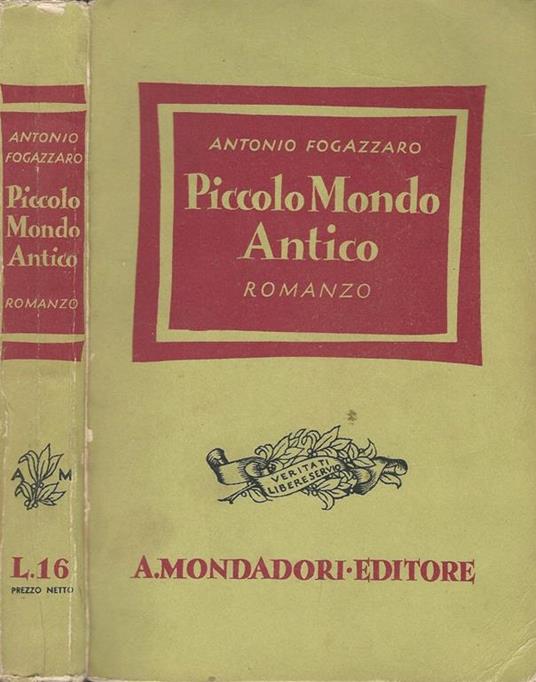 ANTONIO
FOGAZZARO
Piccolo
Mondo
Antico
ROMANZO
A M
L.16
PREZZO NETTO
ANTONIO FOGAZZARO
Piccolo Mondo
Antico
ROMANZO
VERITATI
LIBERE SERVIO
A.MONDADORI·EDITORE